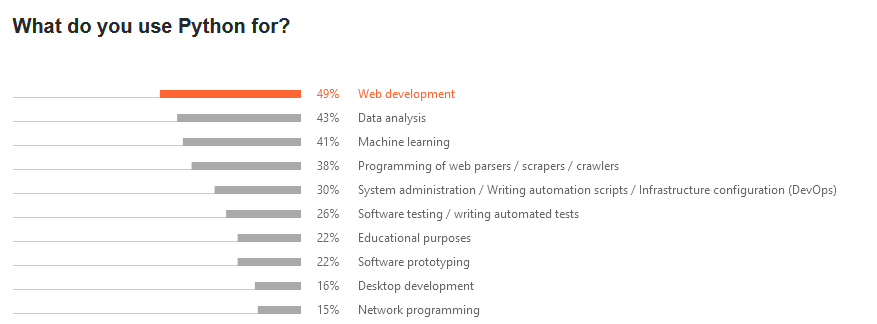 What do you use Python for?
49% Web development
43% Data analysis
41% Machine learning
38% Programming of web parsers / scrapers / crawlers
30% System administration / Writing automation scripts / Infrastructure configuration (DevOps)
26% Software testing / writing automated tests
22% Educational purposes
22% Software prototyping
16% Desktop development
15% Network programming